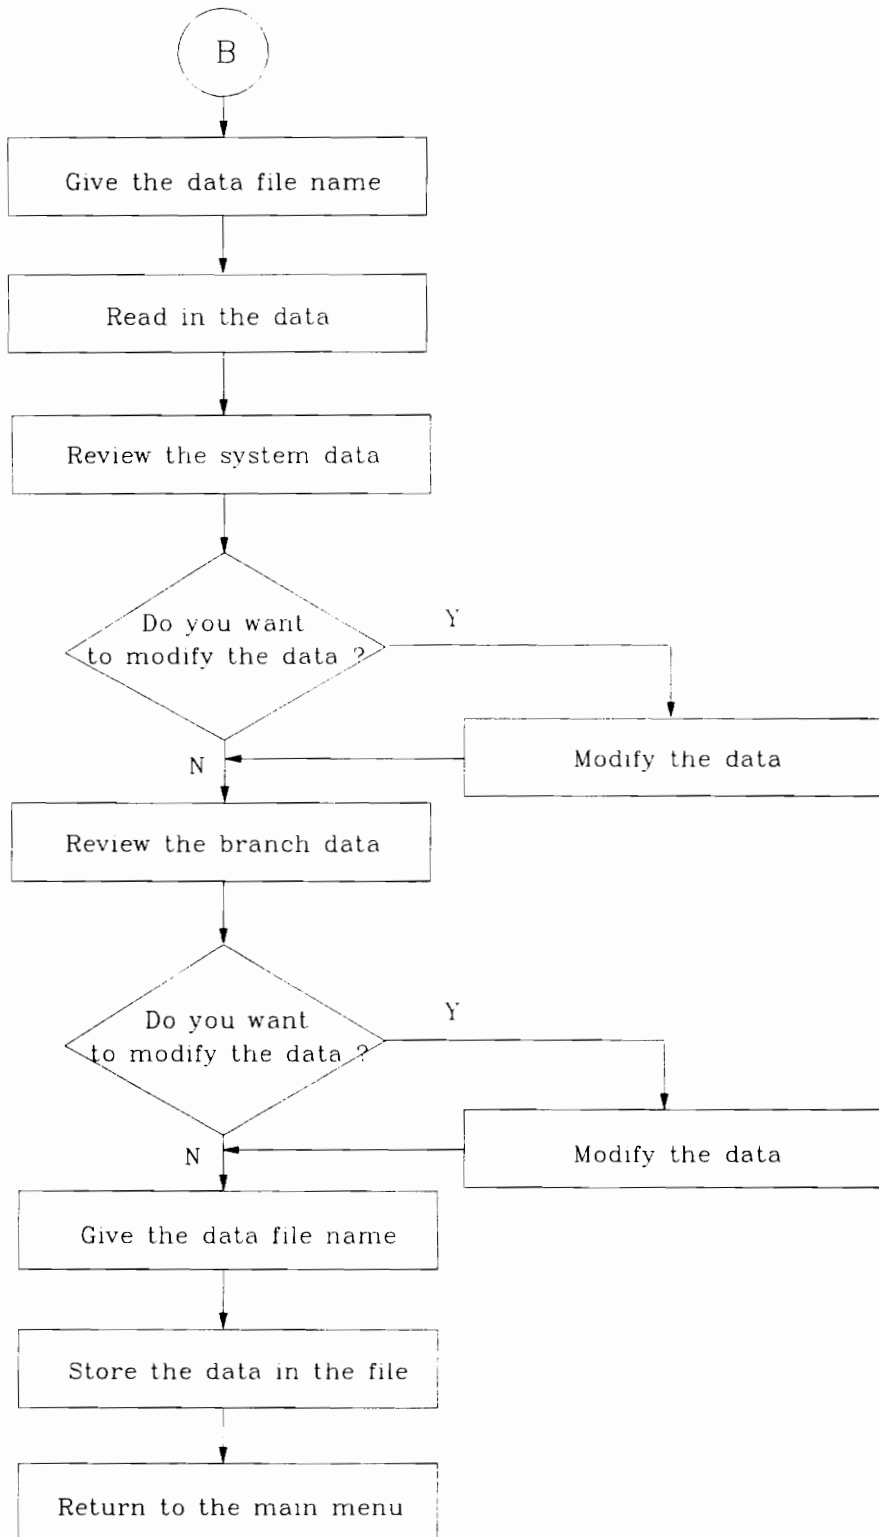 B
Give the data file name
Read in the data
Review the system data
Do you want
to modify the data ?
Y
N
Modify the data
Review the branch data
Do you want
to modify the data ?
Y
N
Modify the data
Give the data file name
Store the data in the file
Return to the main menu